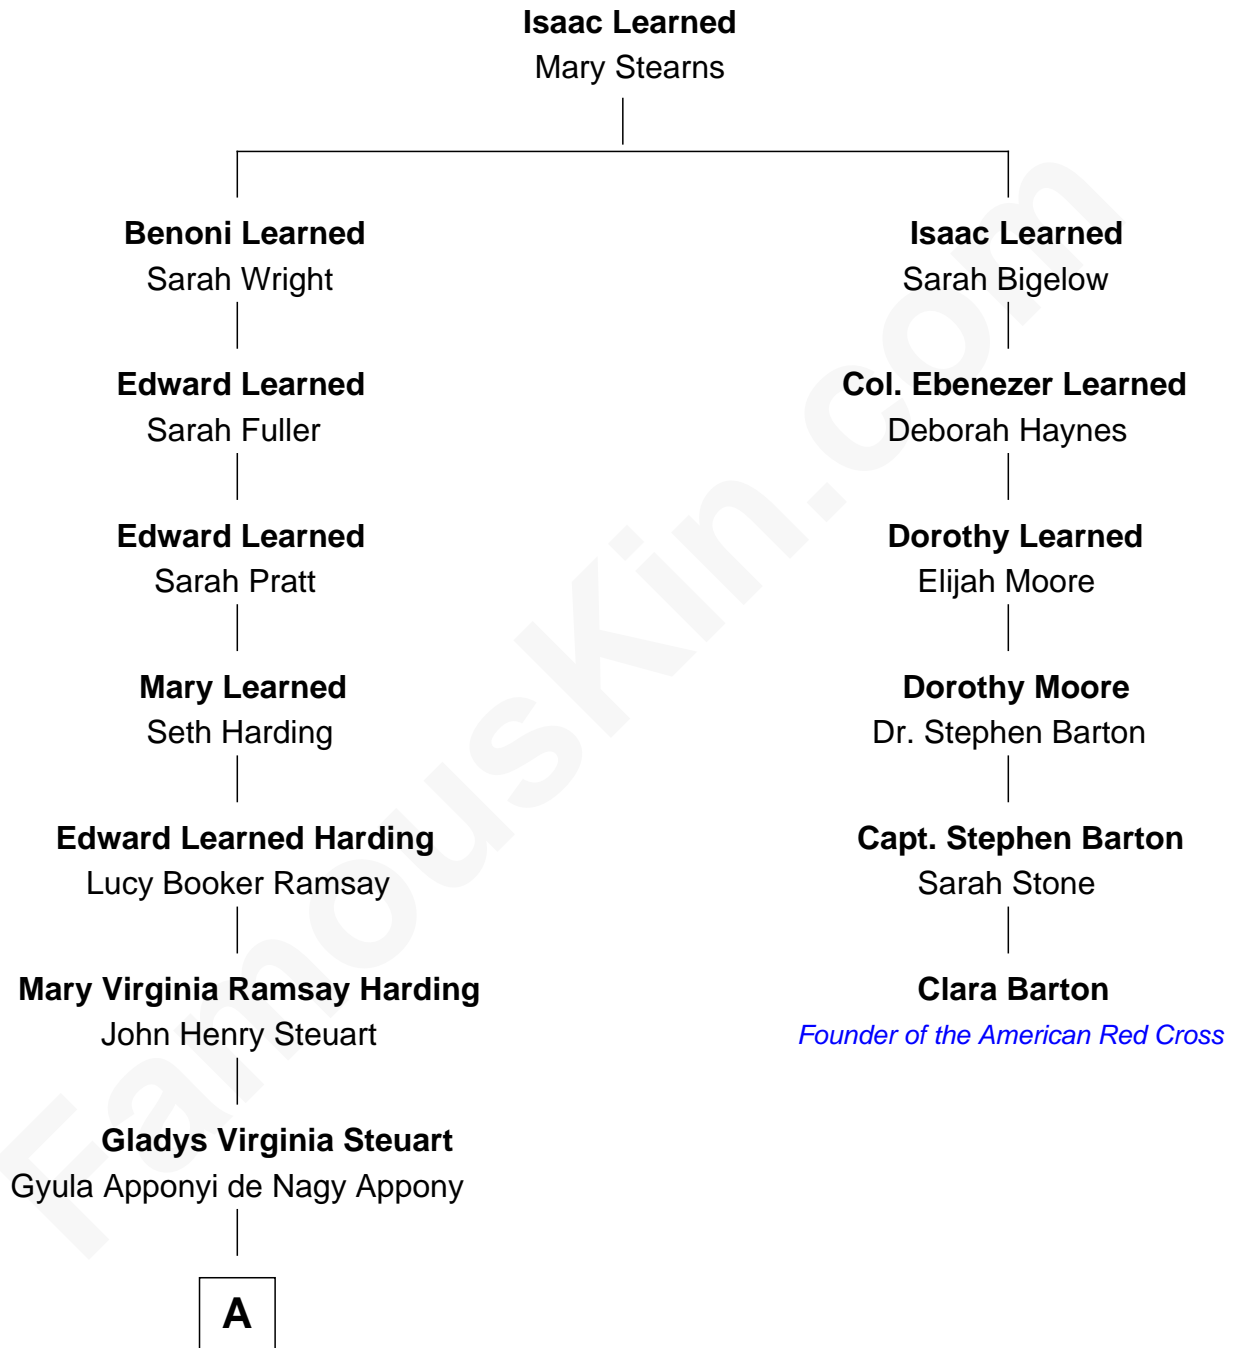 Isaac Learned
Mary Stearns
Benoni Learned
Sarah Wright
Edward Learned
Sarah Fuller
Edward Learned
Sarah Pratt
Mary Learned
Seth Harding
Edward Learned Harding
Lucy Booker Ramsay
Mary Virginia Ramsay Harding
John Henry Steuart
Gladys Virginia Steuart
Gyula Apponyi de Nagy Appony
A
Isaac Learned
Sarah Bigelow
Col. Ebenezer Learned
Deborah Haynes
Dorothy Learned
Elijah Moore
Dorothy Moore
Dr. Stephen Barton
Capt. Stephen Barton
Sarah Stone
Clara Barton
Founder of the American Red Cross
FamousKin.com